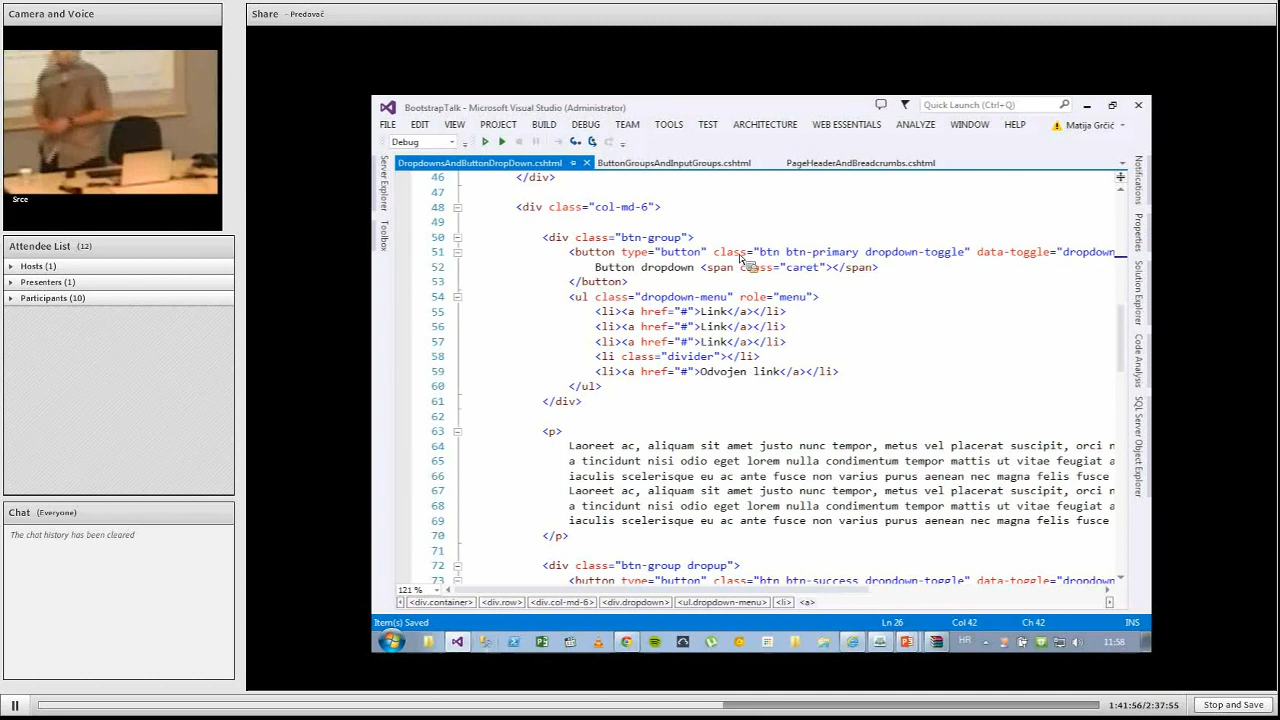 Camera and Voice
Srce
Attendee List (12)
Hosts (1)
Presenters (1)
Participants (10)
Chat (Everyone)
The chat history has been cleared
Share - Predavač
BootstrapTalk - Microsoft Visual Studio (Administrator)
Quick Launch (Ctrl+Q)
FILE EDIT VIEW PROJECT BUILD DEBUG TEAM TOOLS TEST ARCHITECTURE WEB ESSENTIALS ANALYZE WINDOW HELP Matija Grčić
Debug
DropdownsAndButtonDropDown.cshtml ButtonGroupsAndInputGroups.cshtml PageHeaderAndBreadcrumbs.cshtml
Server Explorer
Toolbox
46 </div>
47
48 <div class="col-md-6">
49
50 <div class="btn-group">
51 <button type="button" class="btn btn-primary dropdown-toggle" data-toggle="dropdown
52 Button dropdown <span class="caret"></span>
53 </button>
54 <ul class="dropdown-menu" role="menu">
55 <li><a href="#">Link</a></li>
56 <li><a href="#">Link</a></li>
57 <li><a href="#">Link</a></li>
58 <li class="divider"></li>
59 <li><a href="#">Odvojen link</a></li>
60 </ul>
61 </div>
62
63 <p>
64 Laoreet ac, aliquam sit amet justo nunc tempor, metus vel placerat suscipit, orci n
65 a tincidunt nisi odio eget lorem nulla condimentum tempor mattis ut vitae feugiat a
66 iaculis scelerisque eu ac ante fusce non varius purus aenean nec magna felis fusce
67 Laoreet ac, aliquam sit amet justo nunc tempor, metus vel placerat suscipit, orci n
68 a tincidunt nisi odio eget lorem nulla condimentum tempor mattis ut vitae feugiat a
69 iaculis scelerisque eu ac ante fusce non varius purus aenean nec magna felis fusce
70 </p>
71
72 <div class="btn-group dropup">
73 <button type="button" class="btn btn-success dropdown-toggle" data-toggle="dropdown
Notifications
Properties
Solution Explorer
Code Analysis
SQL Server Object Explorer
121 %
<div.container> <div.row> <div.col-md-6> <div.dropdown> <ul.dropdown-menu> <li> <a>
Item(s) Saved Ln 26 Col 42 Ch 42 INS
HR 11:58
1:41:56/2:37:55 Stop and Save